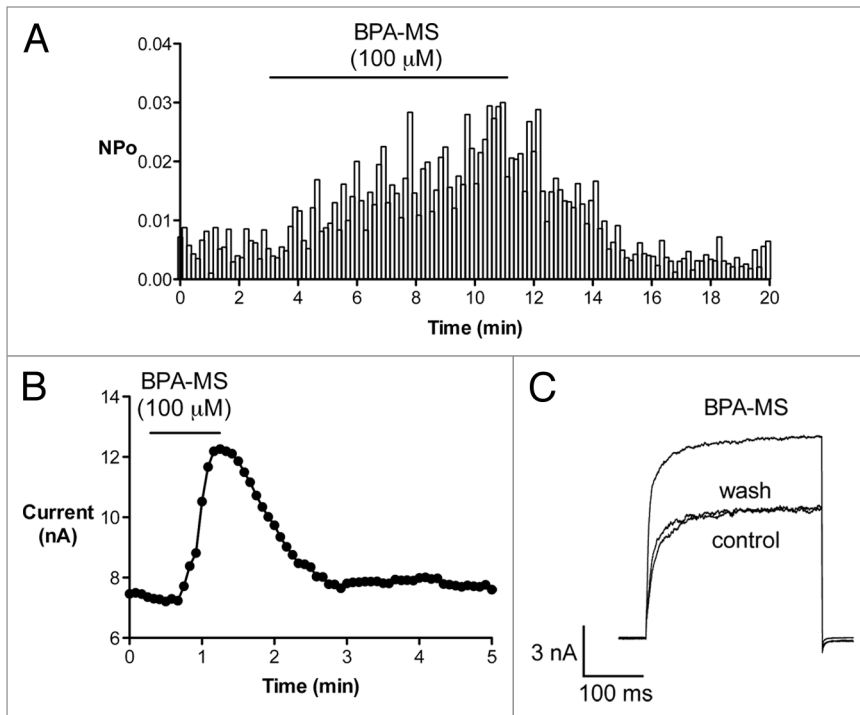 A
BPA-MS
(100 μM)
0.04
0.03
0.02
0.01
0.00
NPo
0 2 4 6 8 10 12 14 16 18 20
Time (min)
B
BPA-MS
(100 μM)
14
12
10
8
6
Current
(nA)
0 1 2 3 4 5
Time (min)
C
BPA-MS
wash
control
3 nA
100 ms